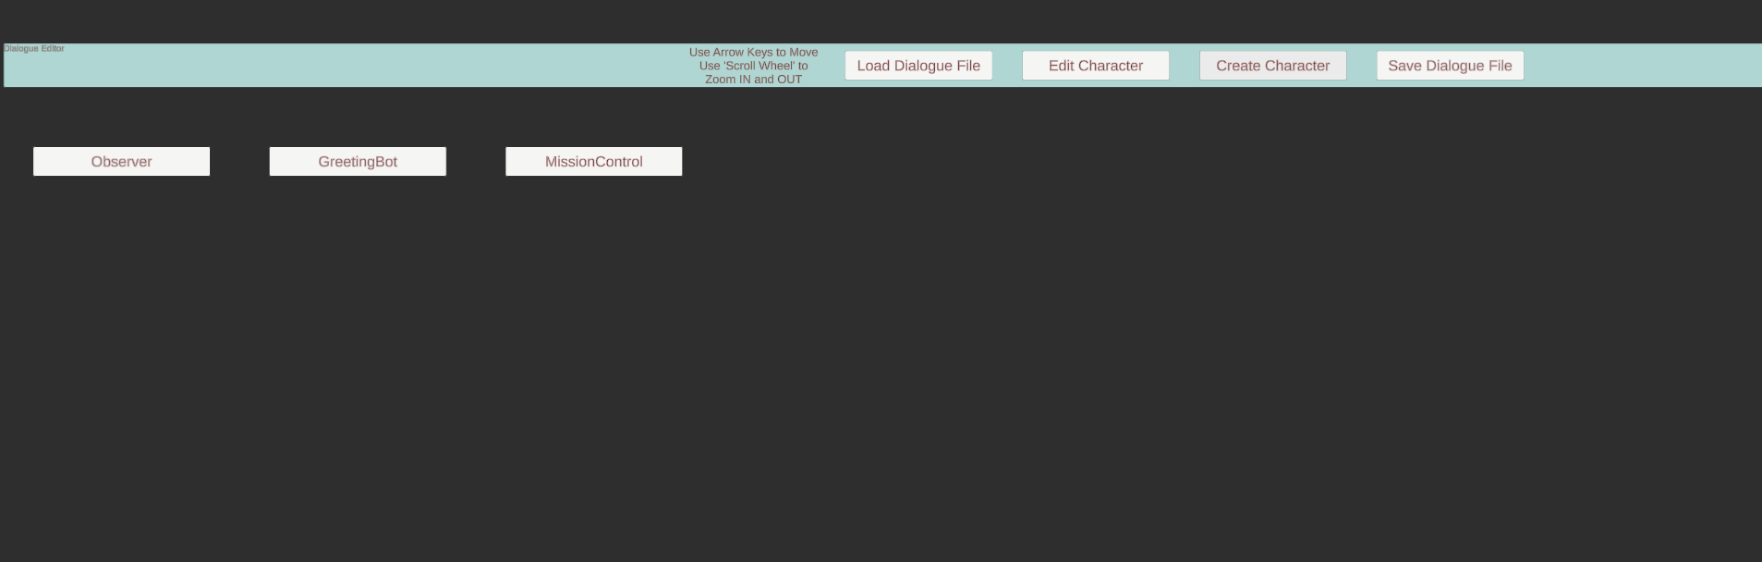 Dialogue Editor
Use Arrow Keys to Move
Use 'Scroll Wheel' to
Zoom IN and OUT
Load Dialogue File
Edit Character
Create Character
Save Dialogue File
Observer
GreetingBot
MissionControl